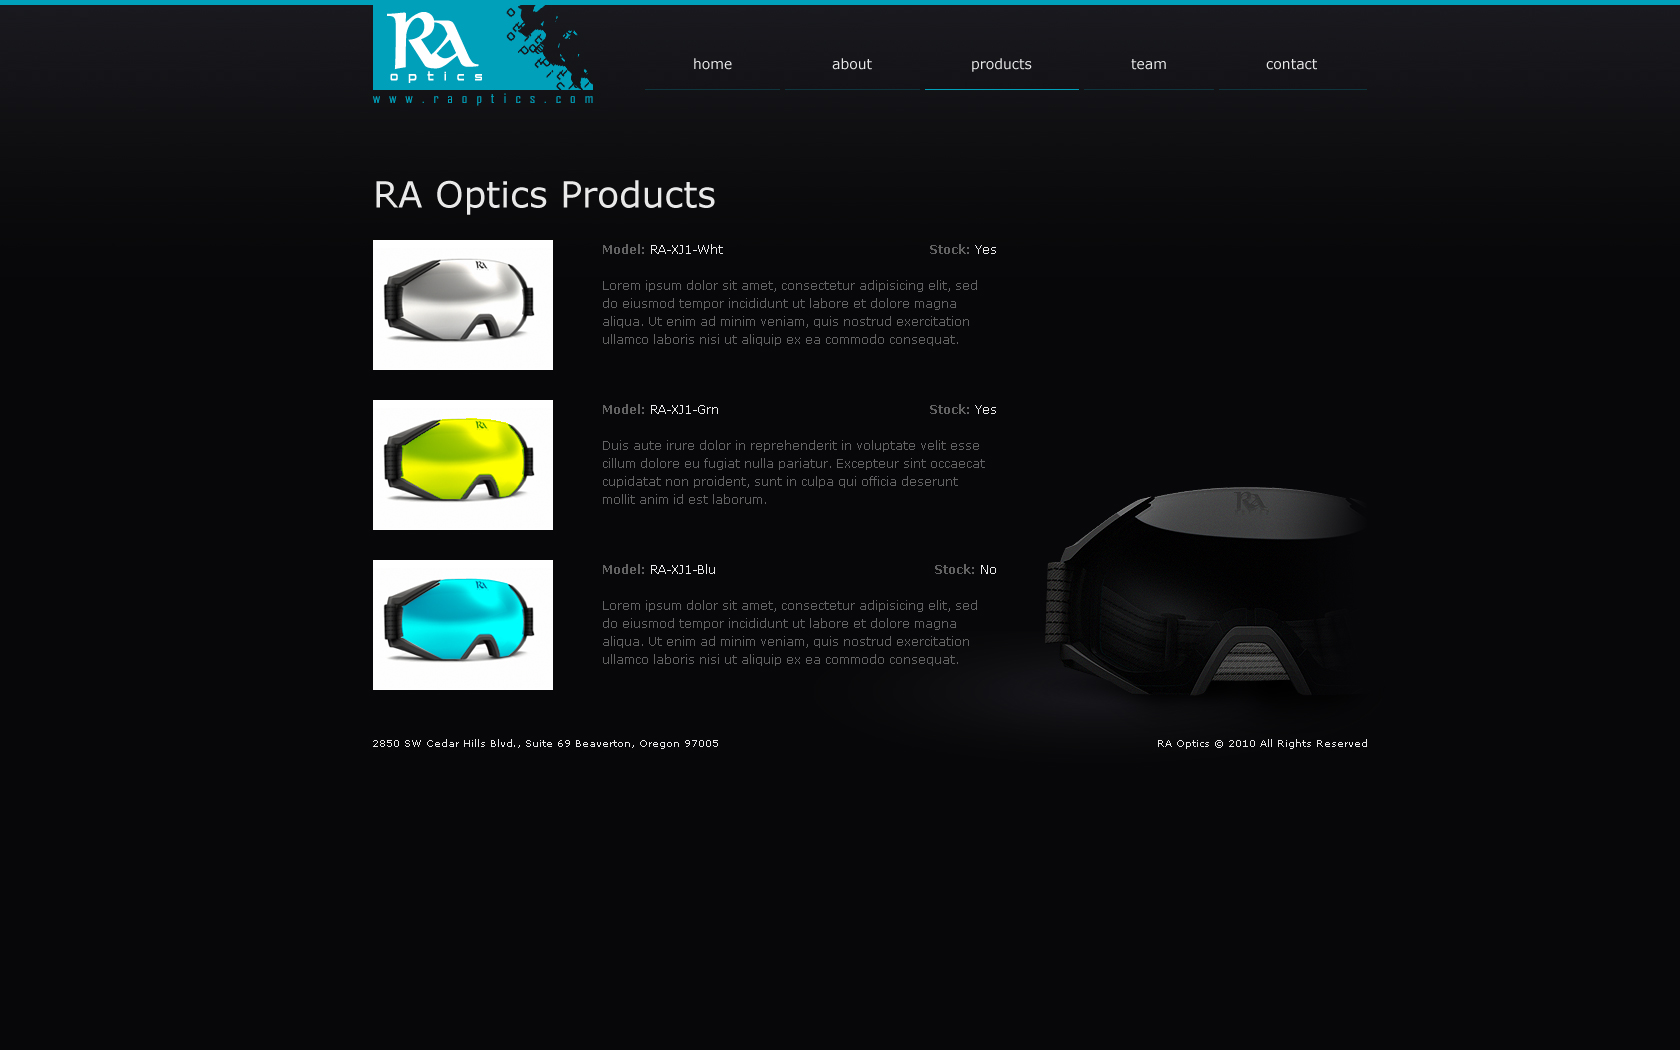 RA
optics
www.raoptics.com
home about products team contact
RA Optics Products
RA
Model: RA-XJ1-Wht Stock: Yes
Lorem ipsum dolor sit amet, consectetur adipisicing elit, sed
do eiusmod tempor incididunt ut labore et dolore magna
aliqua. Ut enim ad minim veniam, quis nostrud exercitation
ullamco laboris nisi ut aliquip ex ea commodo consequat.
RA
Model: RA-XJ1-Grn Stock: Yes
Duis aute irure dolor in reprehenderit in voluptate velit esse
cillum dolore eu fugiat nulla pariatur. Excepteur sint occaecat
cupidatat non proident, sunt in culpa qui officia deserunt
mollit anim id est laborum.
RA
RA
Model: RA-XJ1-Blu Stock: No
Lorem ipsum dolor sit amet, consectetur adipisicing elit, sed
do eiusmod tempor incididunt ut labore et dolore magna
aliqua. Ut enim ad minim veniam, quis nostrud exercitation
ullamco laboris nisi ut aliquip ex ea commodo consequat.
2850 SW Cedar Hills Blvd., Suite 69 Beaverton, Oregon 97005
RA Optics © 2010 All Rights Reserved